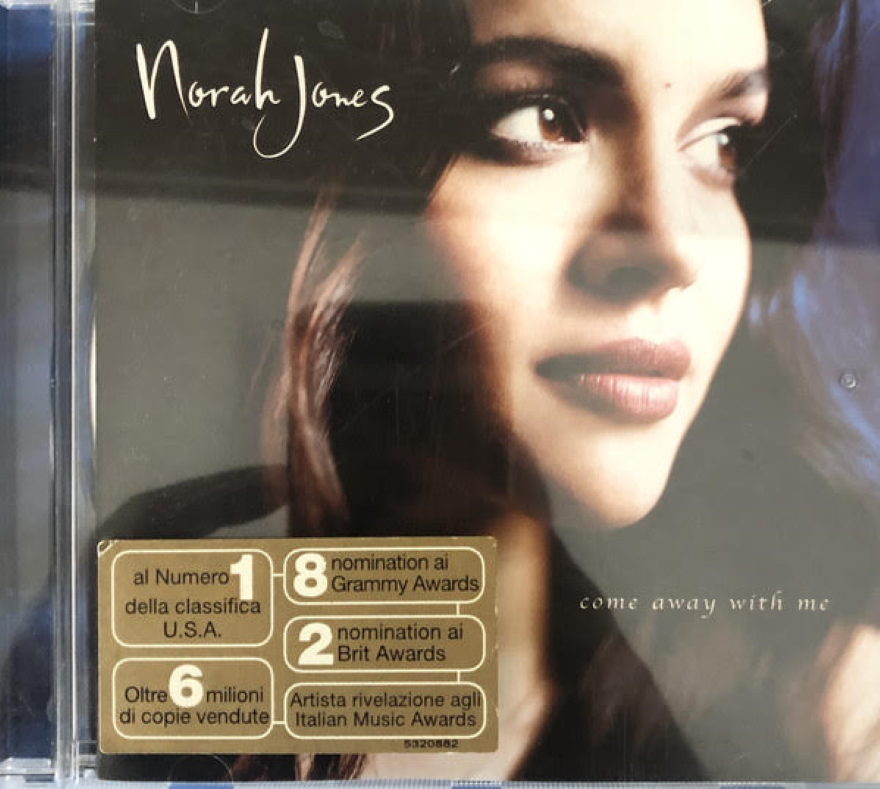 Norah Jones
come away with me
al Numero 1
della classifica
U.S.A.
Oltre 6 milioni
di copie vendute
8 nomination ai
Grammy Awards
2 nomination ai
Brit Awards
Artista rivelazione agli
Italian Music Awards
5320882